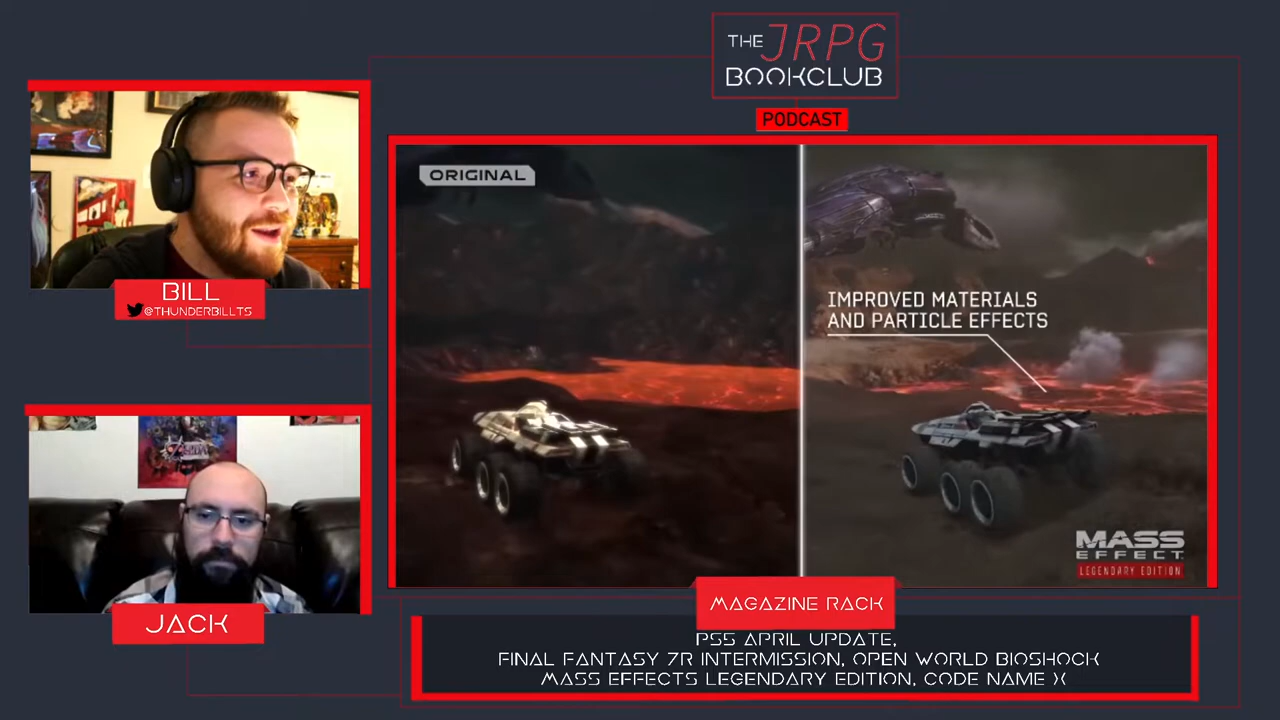 THE JRPG
BOOKCLUB
PODCAST
ORIGINAL
IMPROVED MATERIALS
AND PARTICLE EFFECTS
BILL
@THUNDERBILLTS
MASS
EFFECT
LEGENDARY EDITION
JACK
MAGAZINE RACK
PS5 APRIL UPDATE,
FINAL FANTASY 7R INTERMISSION, OPEN WORLD BIOSHOCK
MASS EFFECTS LEGENDARY EDITION, CODE NAME X